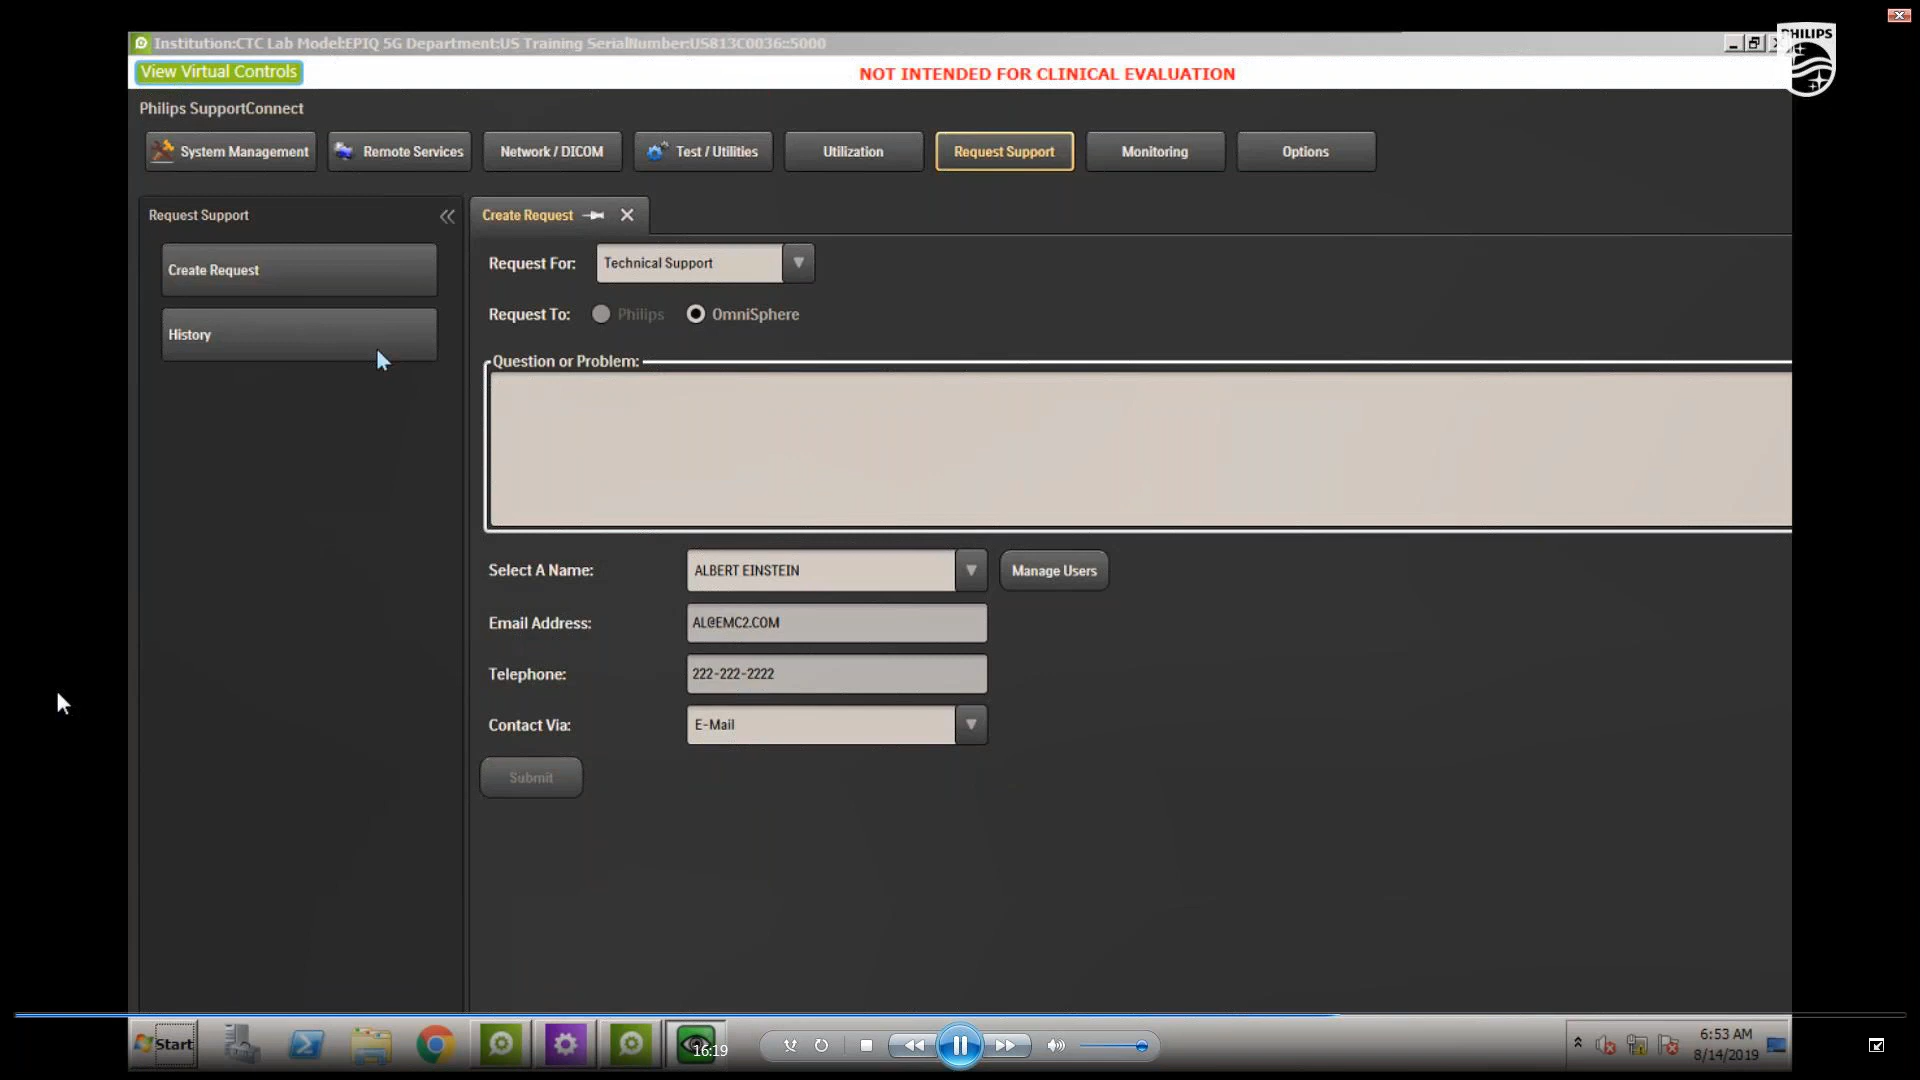 Institution:CTC Lab Model:EPIQ 5G Department:US Training SerialNumber:US813C0036::5000
PHILIPS
View Virtual Controls
NOT INTENDED FOR CLINICAL EVALUATION
Philips SupportConnect
System Management
Remote Services
Network / DICOM
Test / Utilities
Utilization
Request Support
Monitoring
Options
Request Support
Create Request
Create Request
History
Request For: Technical Support
Request To: Philips OmniSphere
Question or Problem:
Select A Name: ALBERT EINSTEIN Manage Users
Email Address: AL@EMC2.COM
Telephone: 222-222-2222
Contact Via: E-Mail
Submit
Start
16:19
6:53 AM
8/14/2019